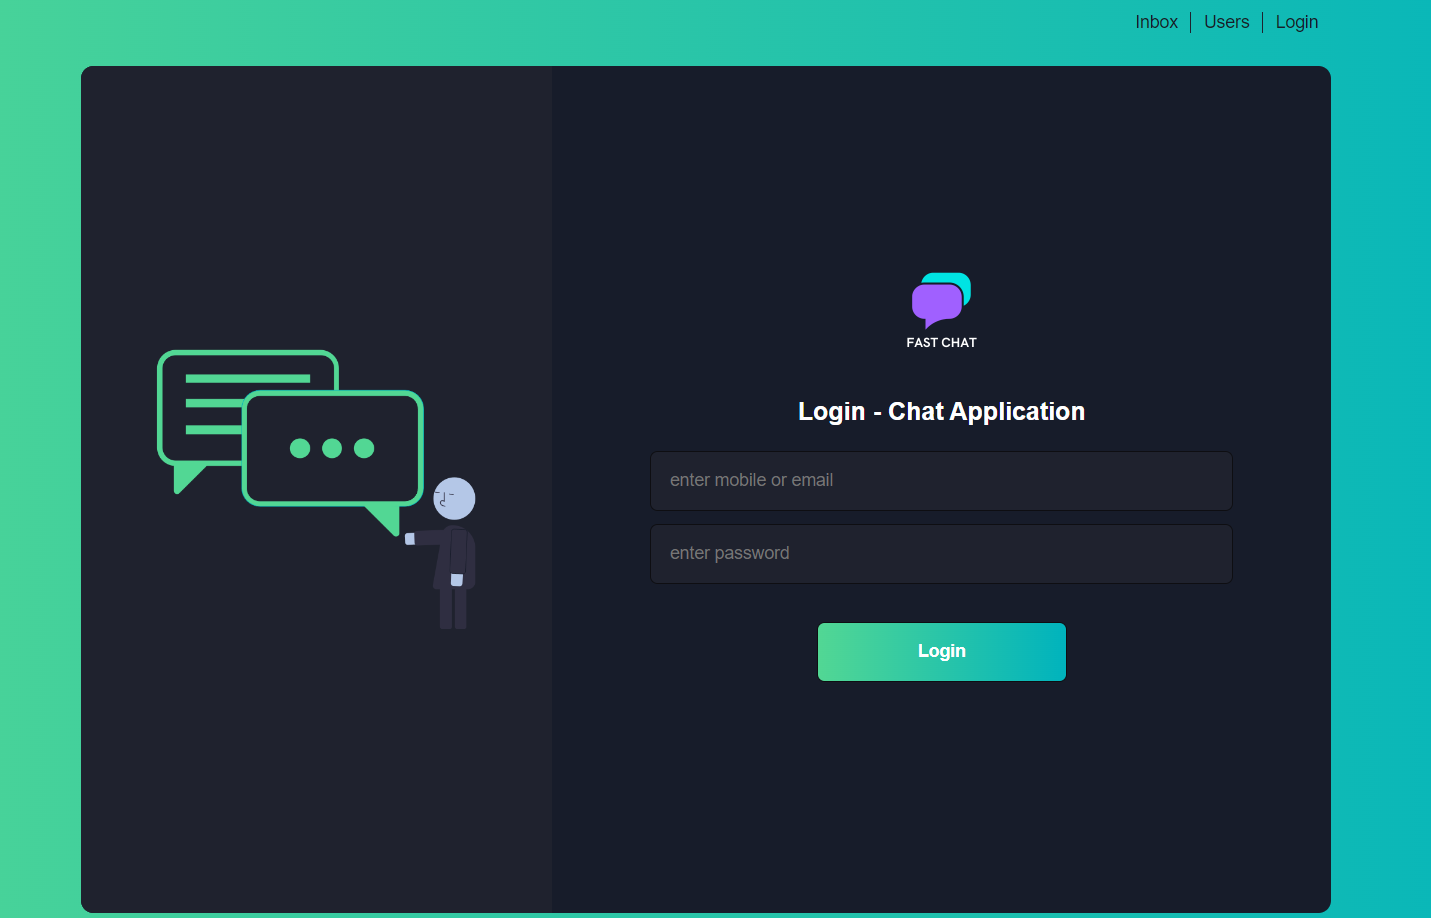 Inbox | Users | Login
FAST CHAT
Login - Chat Application
enter mobile or email
enter password
Login